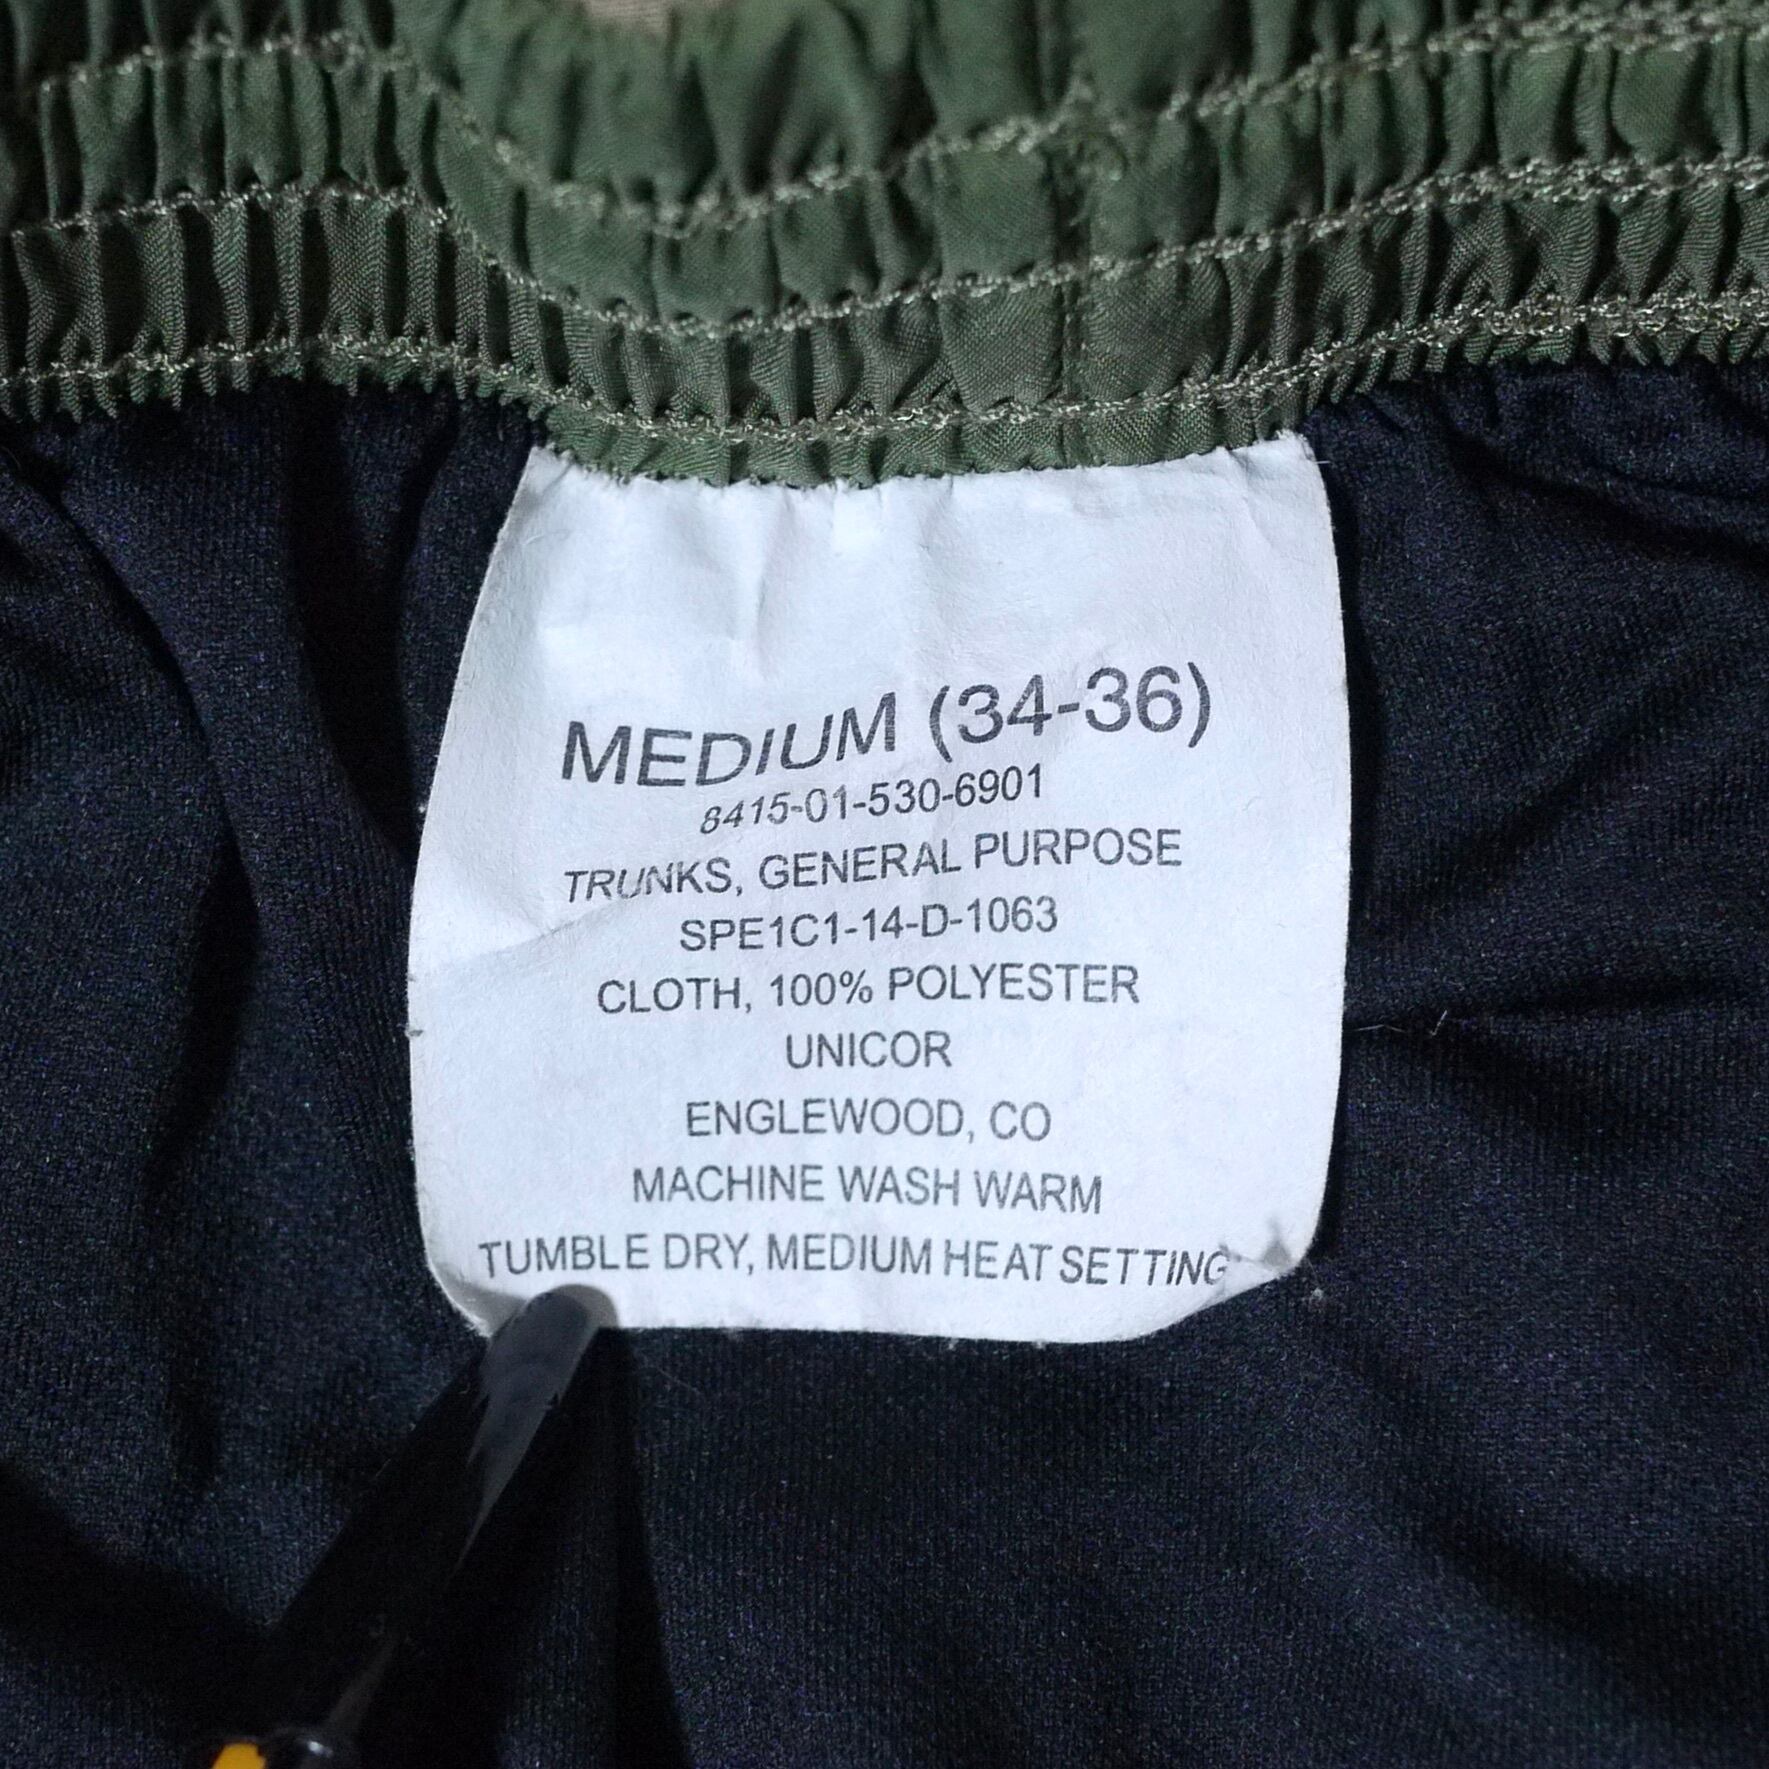 MEDIUM (34-36)
8415-01-530-6901
TRUNKS, GENERAL PURPOSE
SPE1C1-14-D-1063
CLOTH, 100% POLYESTER
UNICOR
ENGLEWOOD, CO
MACHINE WASH WARM
TUMBLE DRY, MEDIUM HEAT SETTING